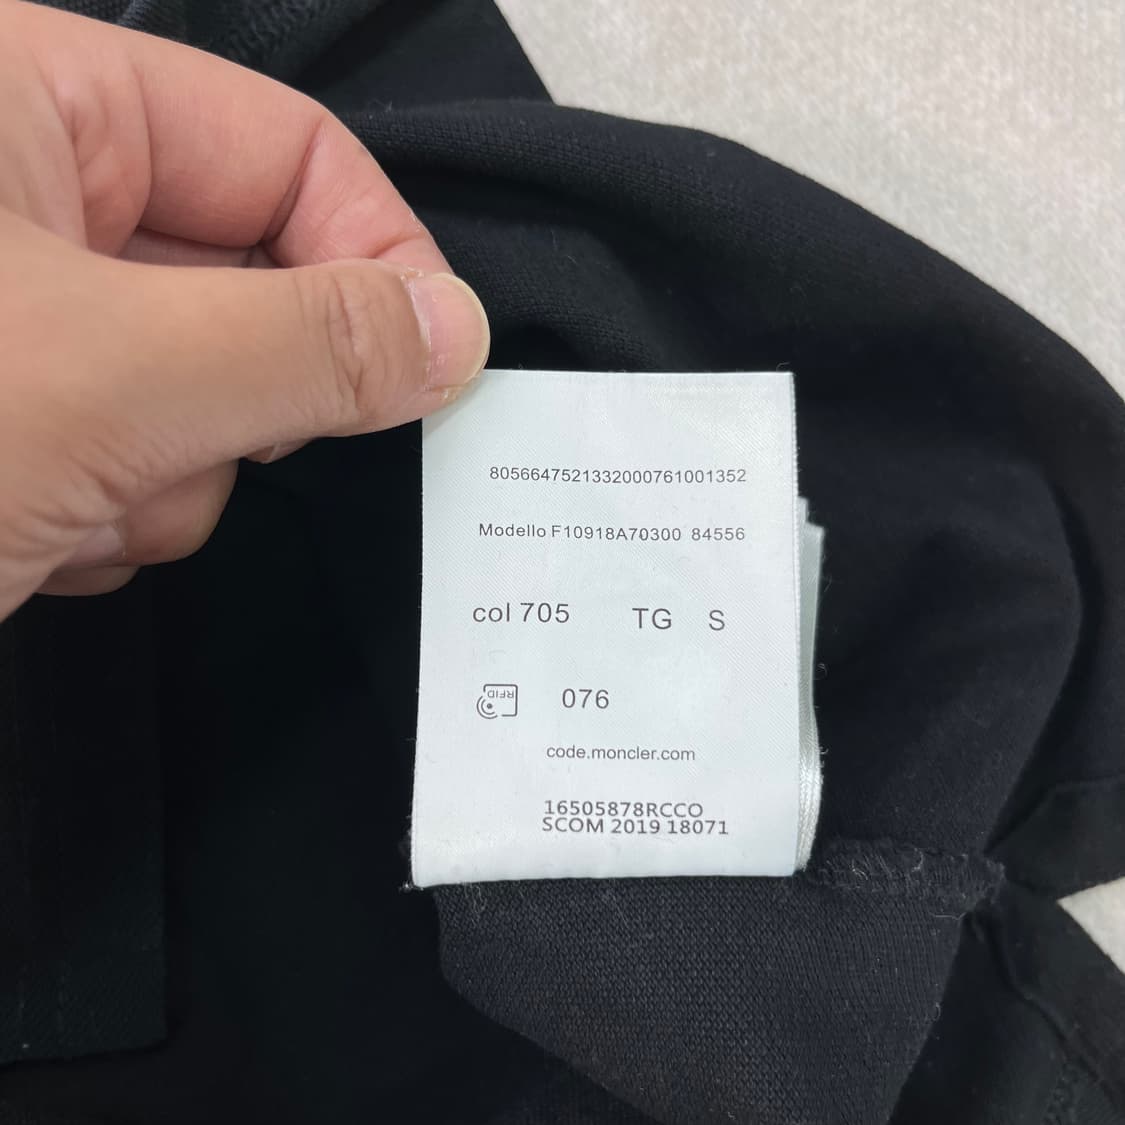 8056647521332000761001352
Modello F10918A70300 84556
col 705 TG S
RFID 076
code.moncler.com
16505878RCCO
SCOM 2019 18071